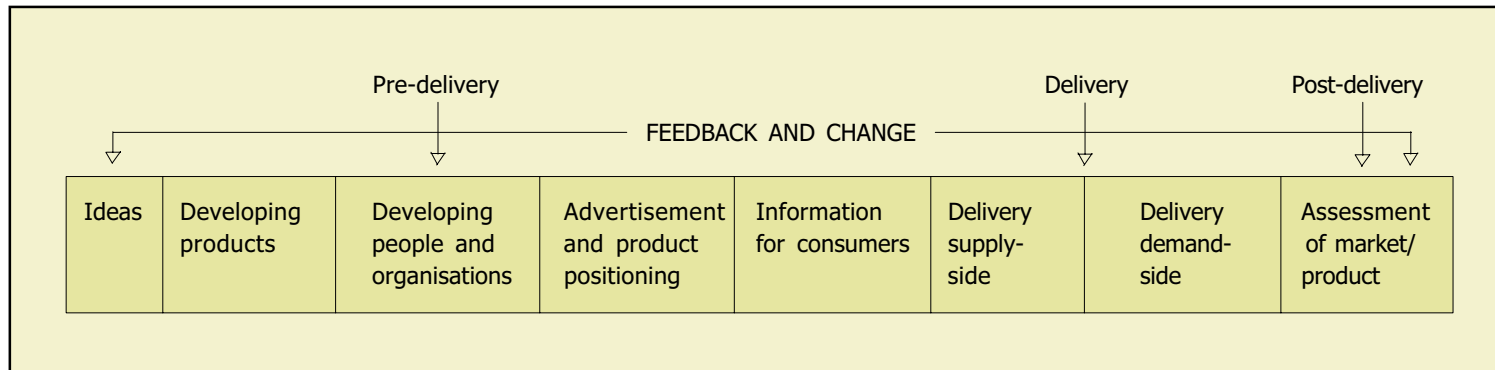 Pre-delivery
Delivery
Post-delivery
FEEDBACK AND CHANGE
Ideas
Developing
products
Developing
people and
organisations
Advertisement
and product
positioning
Information
for consumers
Delivery
supply-
side
Delivery
demand-
side
Assessment
of market/
product